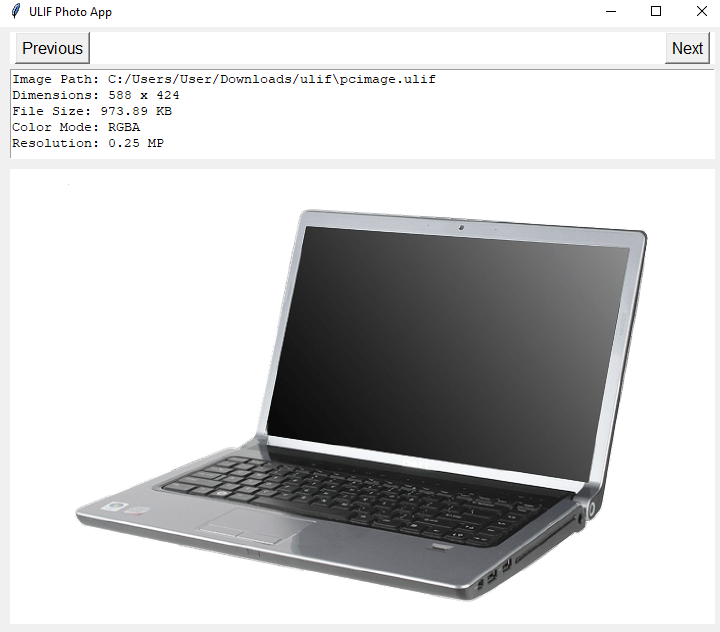 ULIF Photo App
Previous
Next
Image Path: C:/Users/User/Downloads/ulif\pcimage.ulif
Dimensions: 588 x 424
File Size: 973.89 KB
Color Mode: RGBA
Resolution: 0.25 MP